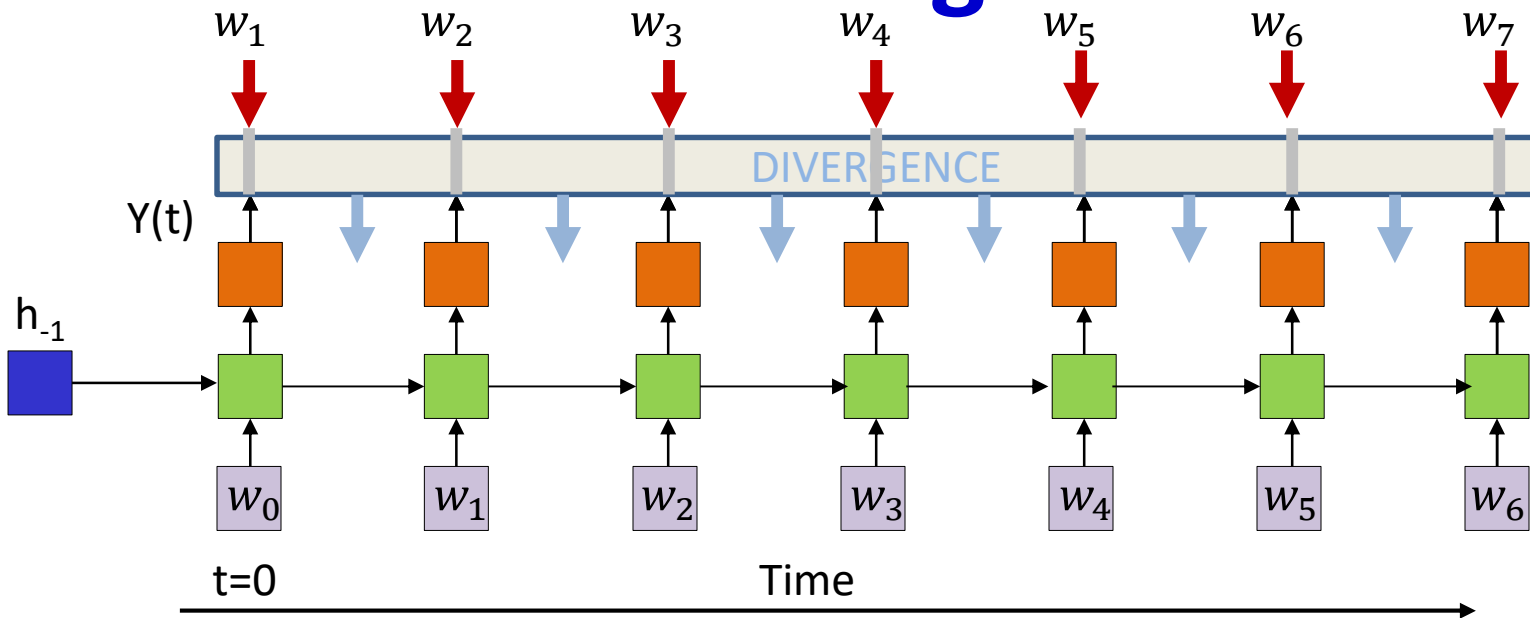 g
w₁ w₂ w₃ w₄ w₅ w₆ w₇
DIVERGENCE
Y(t)
h₋₁
w₀ w₁ w₂ w₃ w₄ w₅ w₆
t=0 Time